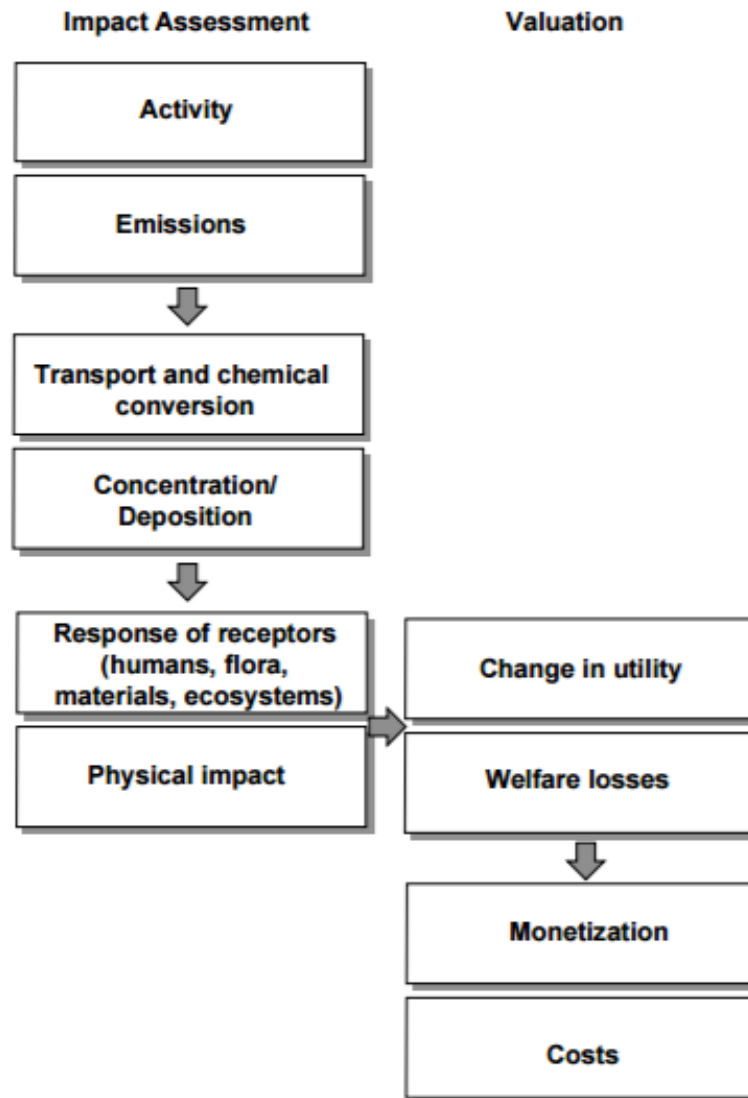 Impact Assessment
Valuation
Activity
Emissions
Transport and chemical
conversion
Concentration/
Deposition
Response of receptors
(humans, flora,
materials, ecosystems)
Physical impact
Change in utility
Welfare losses
Monetization
Costs